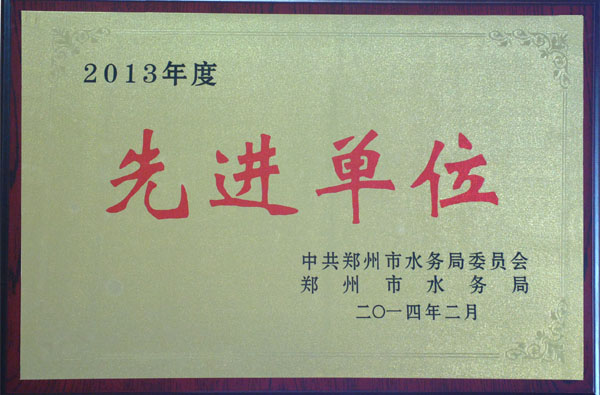 2013年度
先进单位
中共郑州市水务局委员会
郑州市水务局
二〇一四年二月